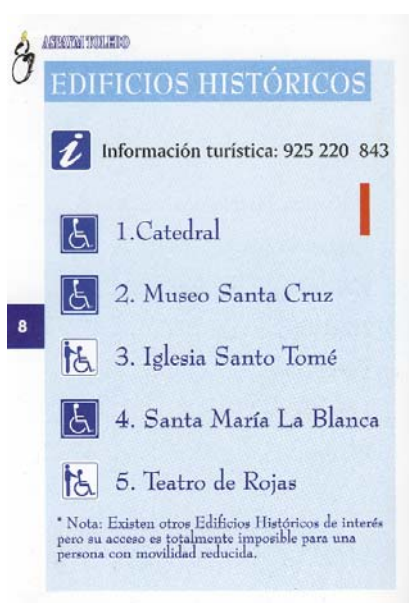 ASPAYM TOLEDO
EDIFICIOS HISTÓRICOS
i Información turística: 925 220 843
1.Catedral
2. Museo Santa Cruz
8
3. Iglesia Santo Tomé
4. Santa María La Blanca
5. Teatro de Rojas
* Nota: Existen otros Edificios Históricos de interés
pero su acceso es totalmente imposible para una
persona con movilidad reducida.